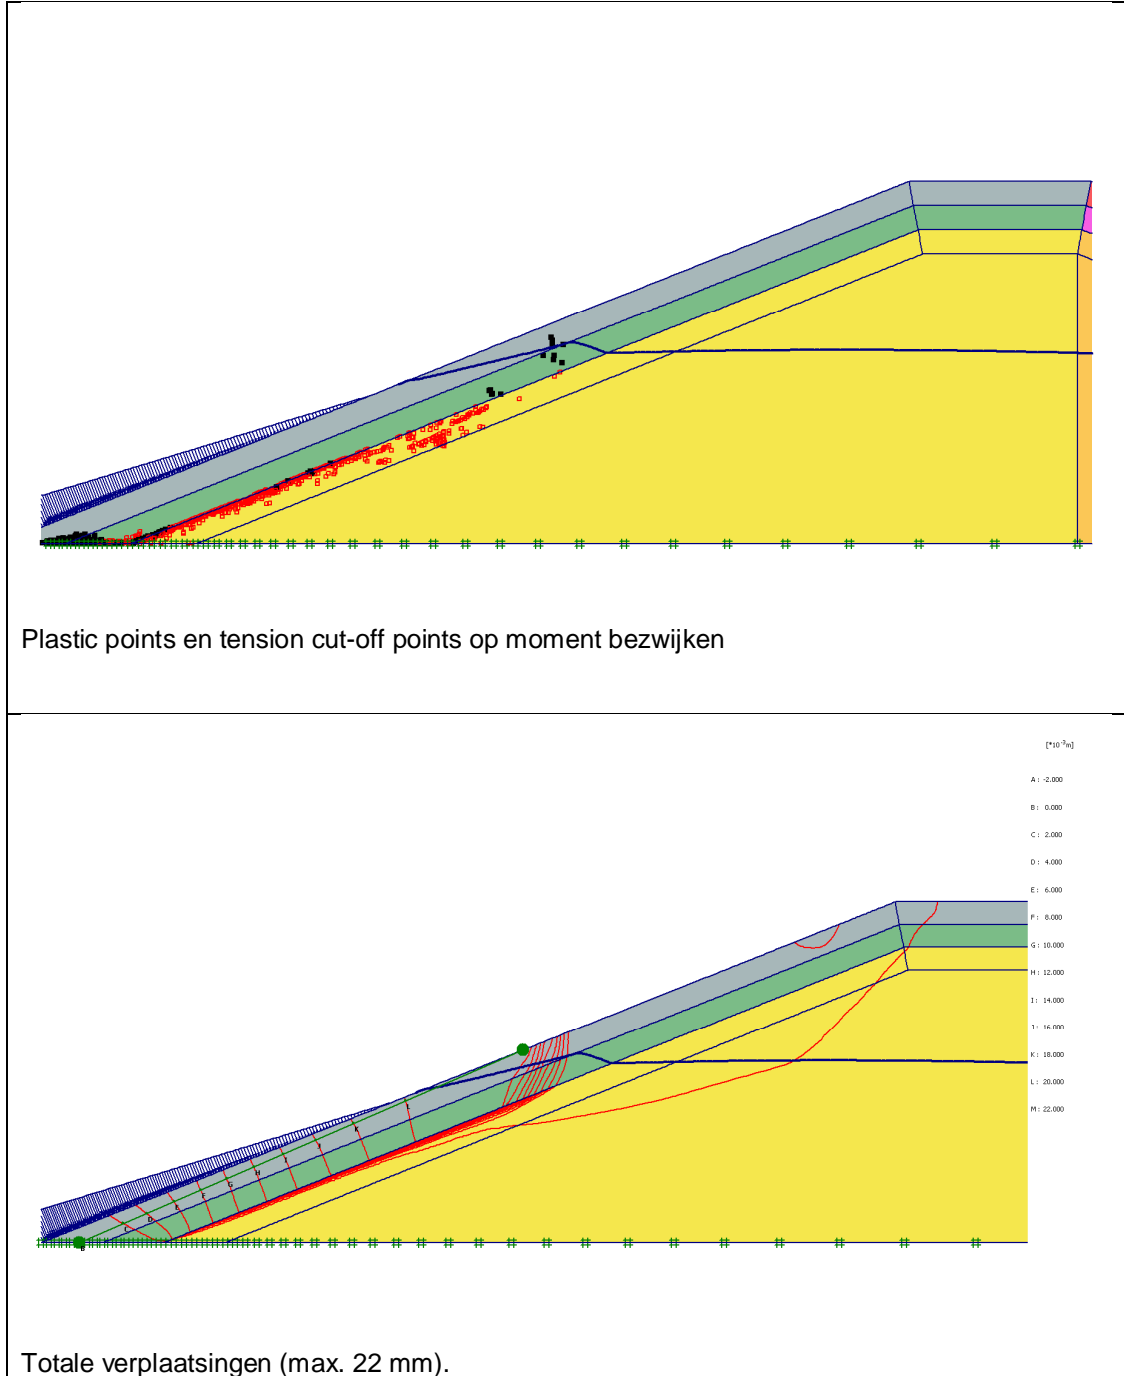 Plastic points en tension cut-off points op moment bezwijken
[*10⁻³m]
A : -2.000
B : 0.000
C : 2.000
D : 4.000
E : 6.000
F : 8.000
G : 10.000
H : 12.000
I : 14.000
J : 16.000
K : 18.000
L : 20.000
M : 22.000
L
K
J
I
H
G
F
E
D
C
B
Totale verplaatsingen (max. 22 mm).